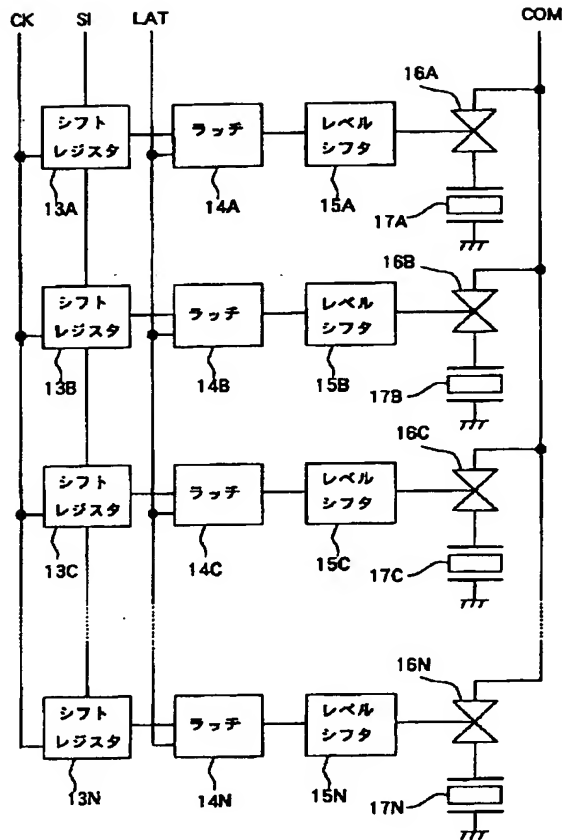 CK SI LAT COM
16A
シフト
レジスタ
ラッチ
レベル
シフタ
13A
14A
15A
17A
16B
シフト
レジスタ
ラッチ
レベル
シフタ
13B
14B
15B
17B
16C
シフト
レジスタ
ラッチ
レベル
シフタ
13C
14C
15C
17C
16N
シフト
レジスタ
ラッチ
レベル
シフタ
13N
14N
15N
17N